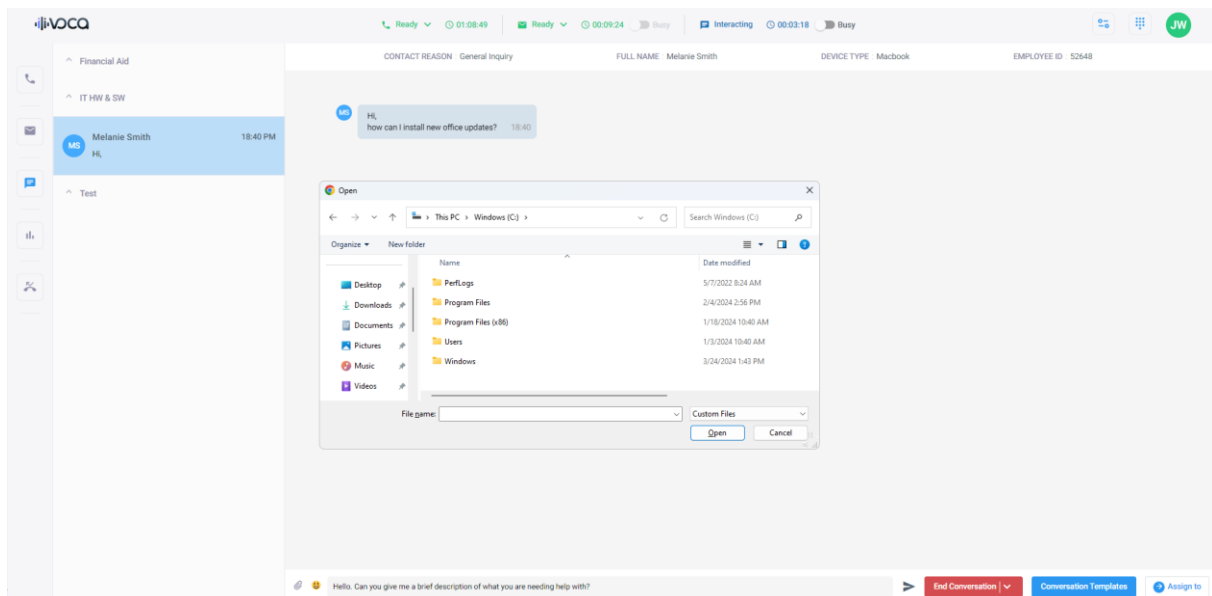 VOCA
Ready 01:08:49 Ready 00:09:24 Busy Interacting 00:03:18 Busy JW
Financial Aid
IT HW & SW
MS Melanie Smith 18:40 PM
Hi,
Test
CONTACT REASON General Inquiry FULL NAME Melanie Smith DEVICE TYPE Macbook EMPLOYEE ID 52648
MS Hi,
how can I install new office updates? 18:40
Open
This PC > Windows (C:) > Search Windows (C:)
Organize New folder
Name Date modified
Desktop PerfLogs 5/7/2022 8:24 AM
Downloads Program Files 2/4/2024 2:56 PM
Documents Program Files (x86) 1/18/2024 10:40 AM
Pictures Users 1/3/2024 10:40 AM
Music Windows 3/24/2024 1:43 PM
Videos
File name: Custom Files
Open Cancel
Hello. Can you give me a brief description of what you are needing help with? End Conversation Conversation Templates Assign to